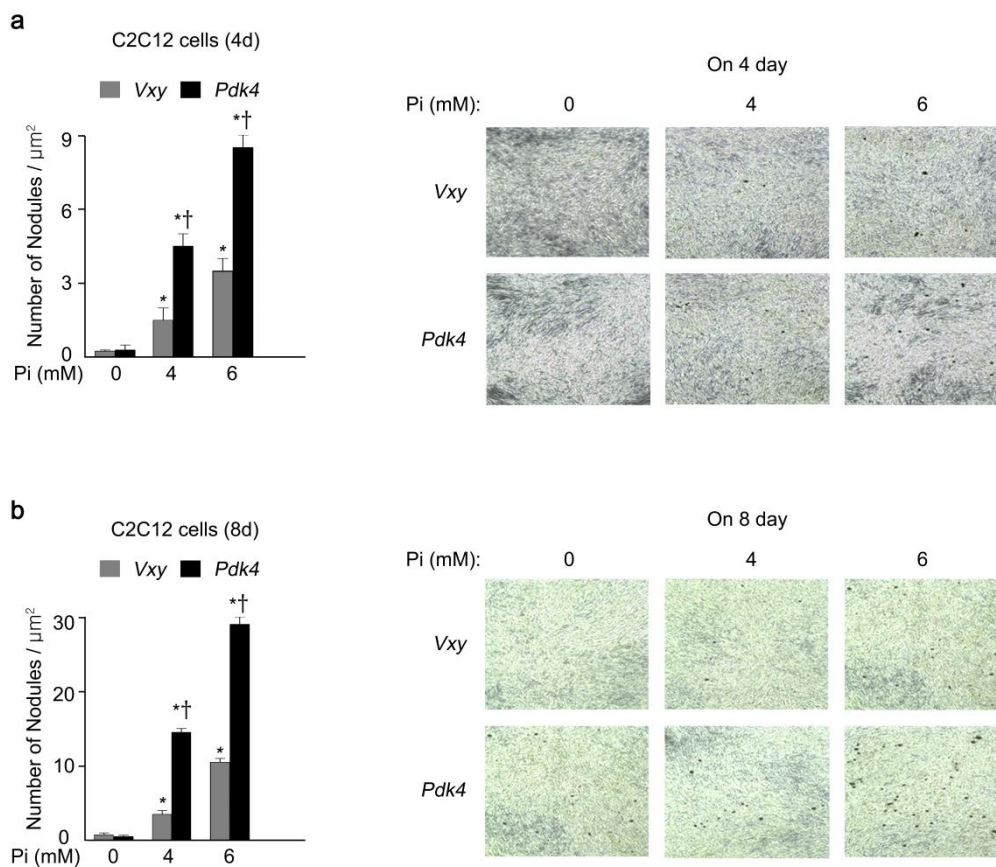 a
C2C12 cells (4d)
Vxy Pdk4
Number of Nodules / μm²
9
6
3
0
*
*†
*
*†
Pi (mM) 0 4 6
On 4 day
Pi (mM): 0 4 6
Vxy
Pdk4
b
C2C12 cells (8d)
Vxy Pdk4
Number of Nodules / μm²
30
20
10
0
*
*†
*
*†
Pi (mM) 0 4 6
On 8 day
Pi (mM): 0 4 6
Vxy
Pdk4